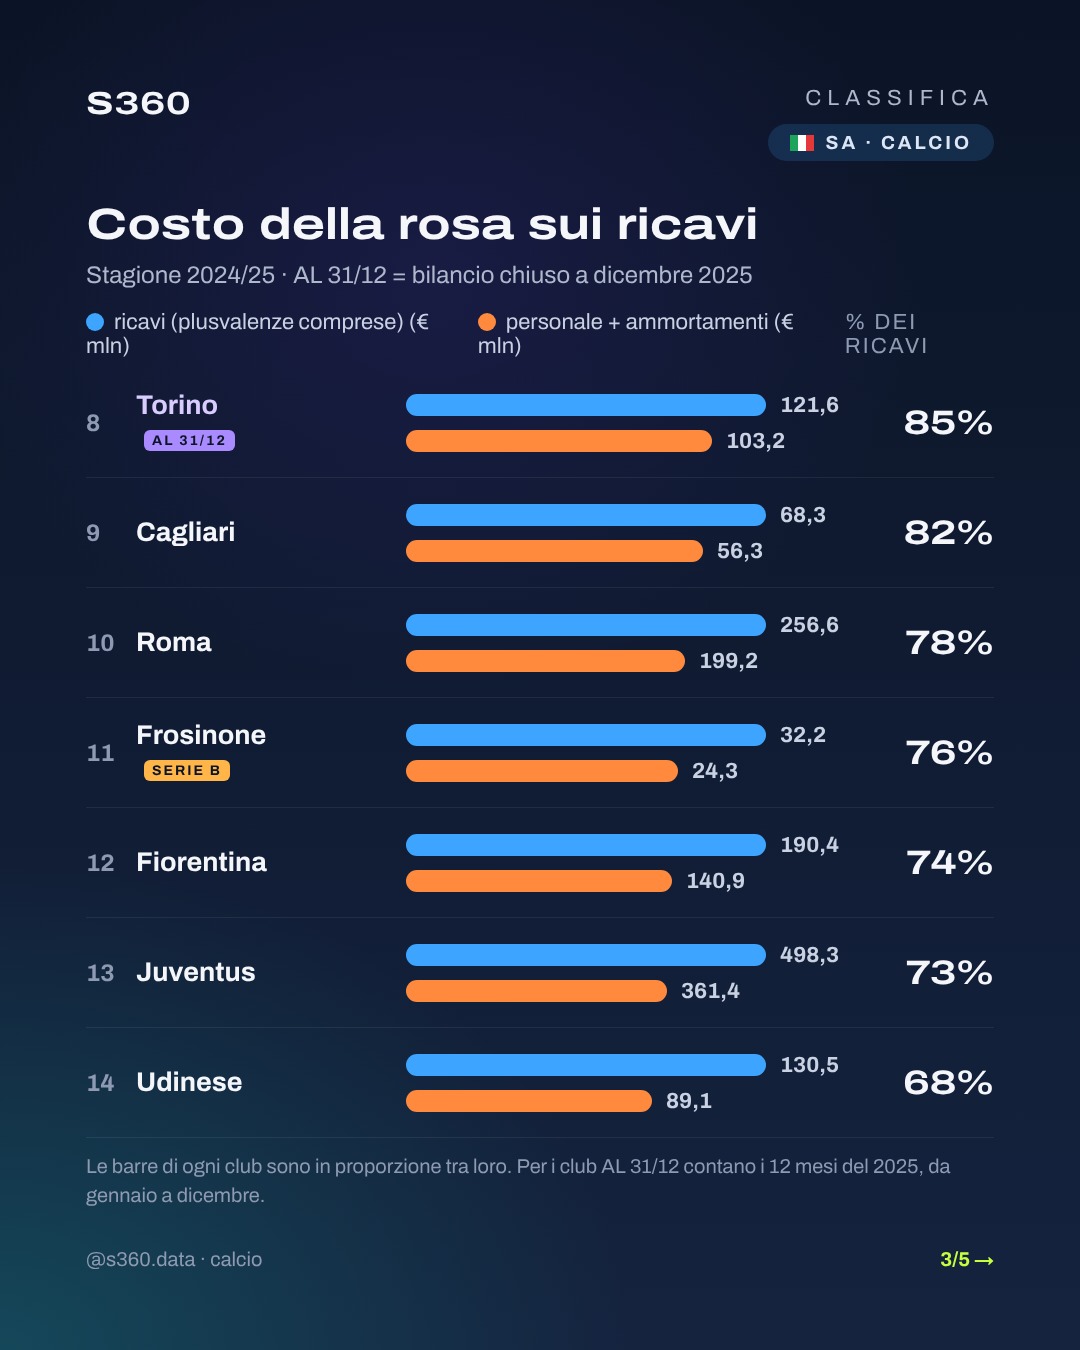 S360
CLASSIFICA
SA · CALCIO
Costo della rosa sui ricavi
Stagione 2024/25 · AL 31/12 = bilancio chiuso a dicembre 2025
ricavi (plusvalenze comprese) (€
mln)
personale + ammortamenti (€
mln)
% DEI
RICAVI
8
Torino
AL 31/12
121,6
103,2
85%
9
Cagliari
68,3
56,3
82%
10
Roma
256,6
199,2
78%
11
Frosinone
SERIE B
32,2
24,3
76%
12
Fiorentina
190,4
140,9
74%
13
Juventus
498,3
361,4
73%
14
Udinese
130,5
89,1
68%
Le barre di ogni club sono in proporzione tra loro. Per i club AL 31/12 contano i 12 mesi del 2025, da
gennaio a dicembre.
@s360.data · calcio
3/5 →